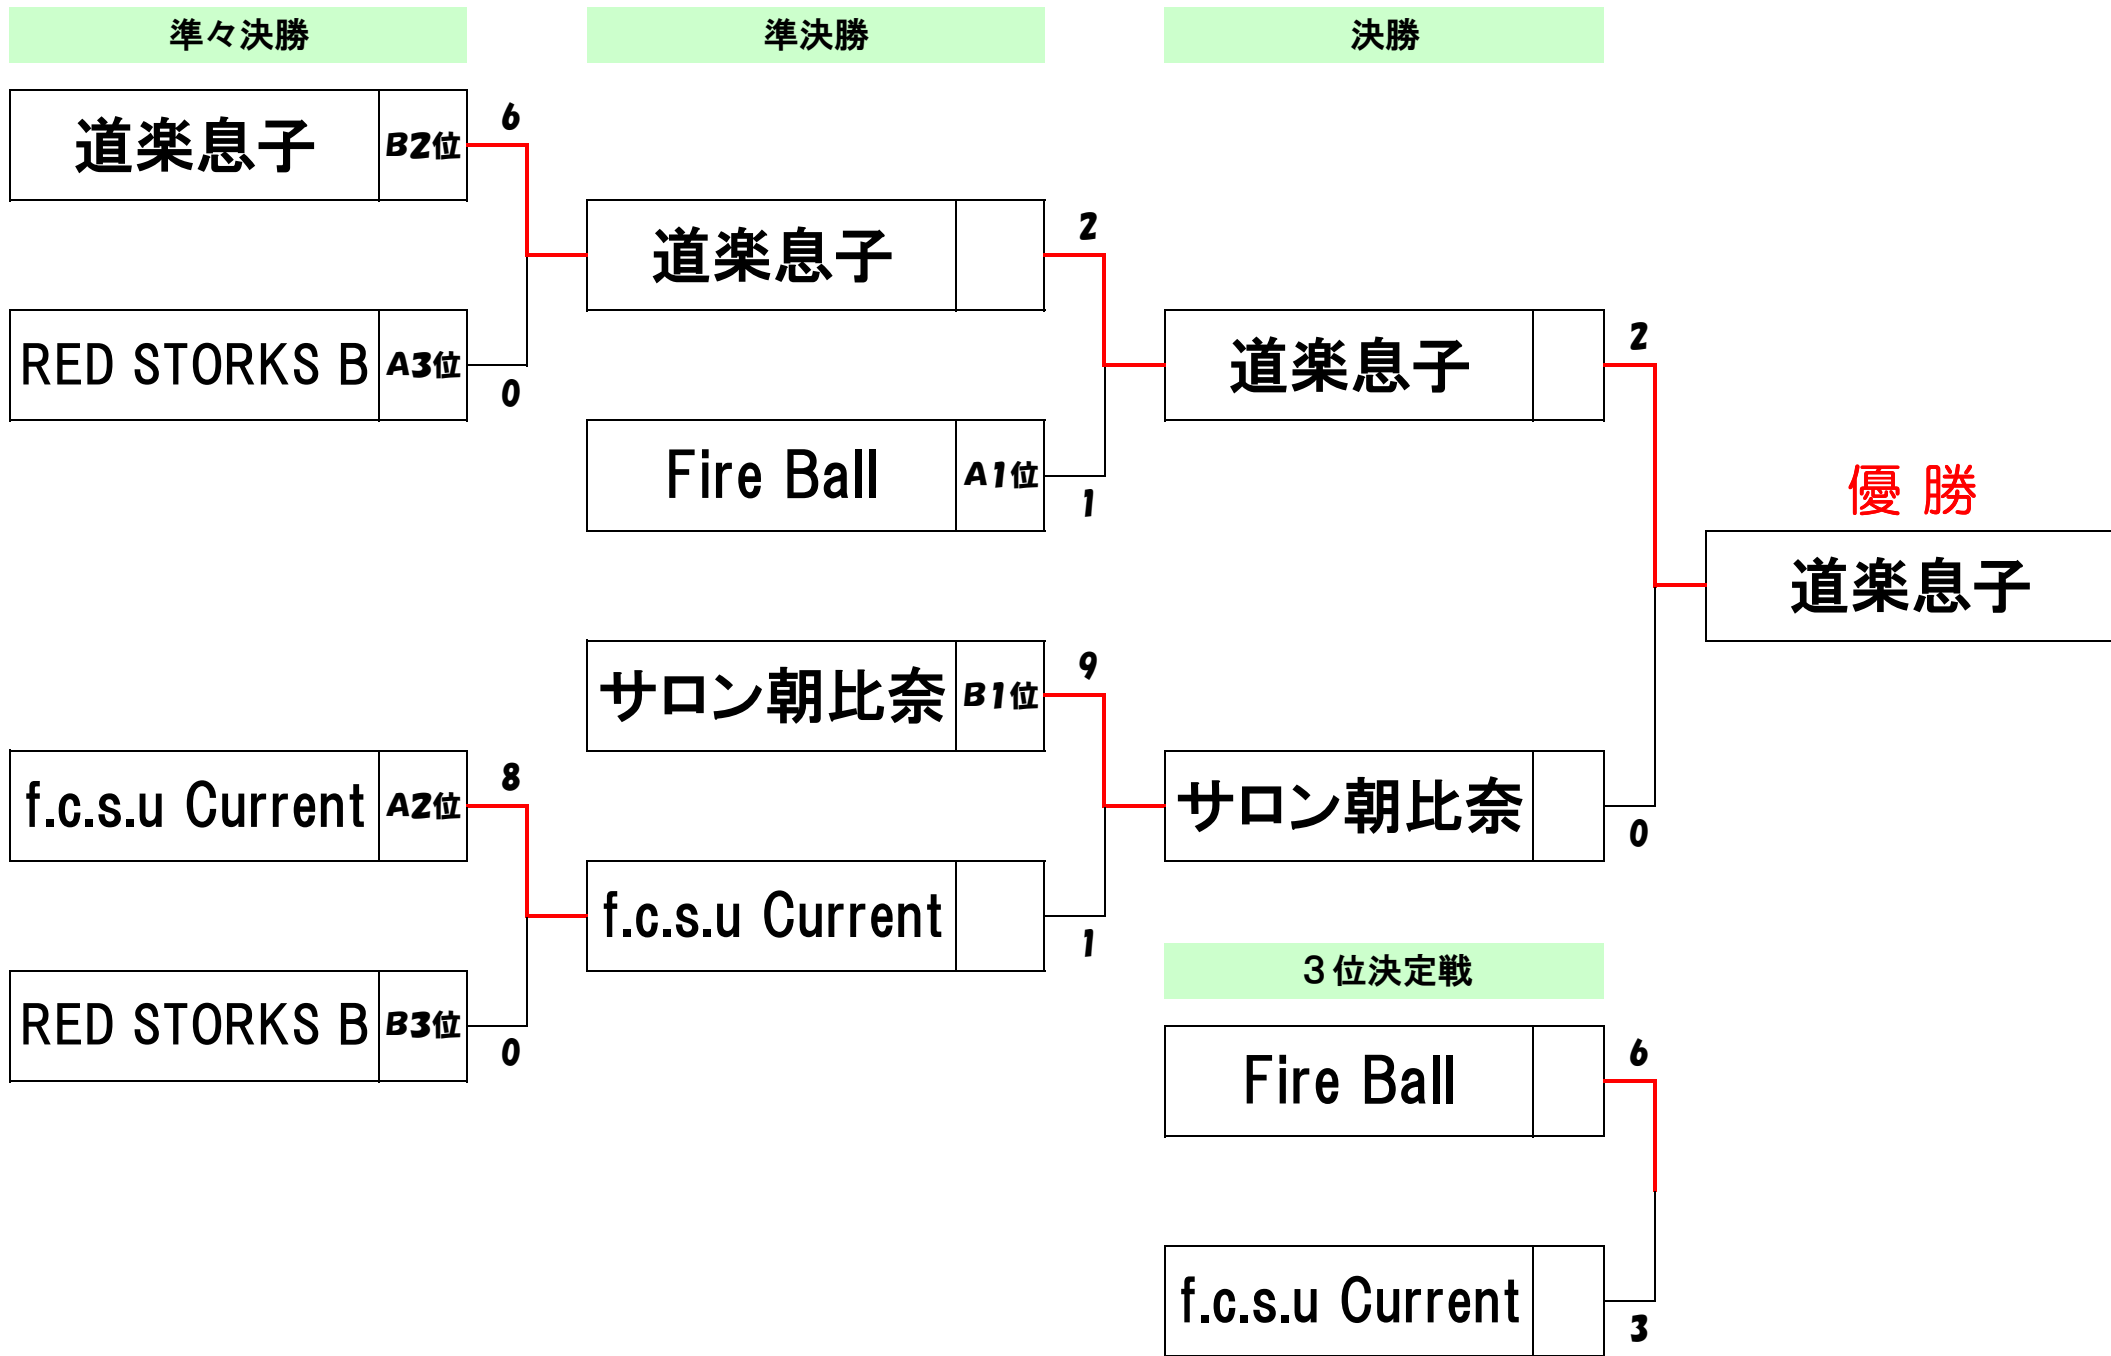 準々決勝
準決勝
決勝
道楽息子 B2位 6
RED STORKS B A3位 0
道楽息子 2
Fire Ball A1位 1
道楽息子 2
優 勝
道楽息子
サロン朝比奈 B1位 9
f.c.s.u Current A2位 8
f.c.s.u Current 1
サロン朝比奈 0
RED STORKS B B3位 0
３位決定戦
Fire Ball 6
f.c.s.u Current 3